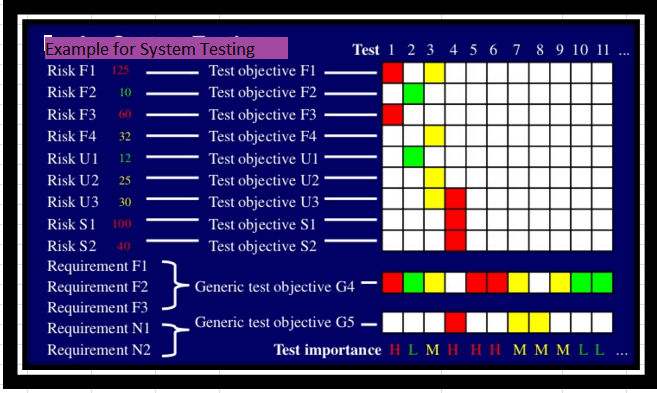 Example for System Testing
Test 1 2 3 4 5 6 7 8 9 10 11 ...
Risk F1 125 Test objective F1
Risk F2 10 Test objective F2
Risk F3 60 Test objective F3
Risk F4 32 Test objective F4
Risk U1 12 Test objective U1
Risk U2 25 Test objective U2
Risk U3 30 Test objective U3
Risk S1 100 Test objective S1
Risk S2 40 Test objective S2
Requirement F1
Requirement F2 Generic test objective G4
Requirement F3
Requirement N1 Generic test objective G5
Requirement N2 Test importance H L M H H H M M M L L ...